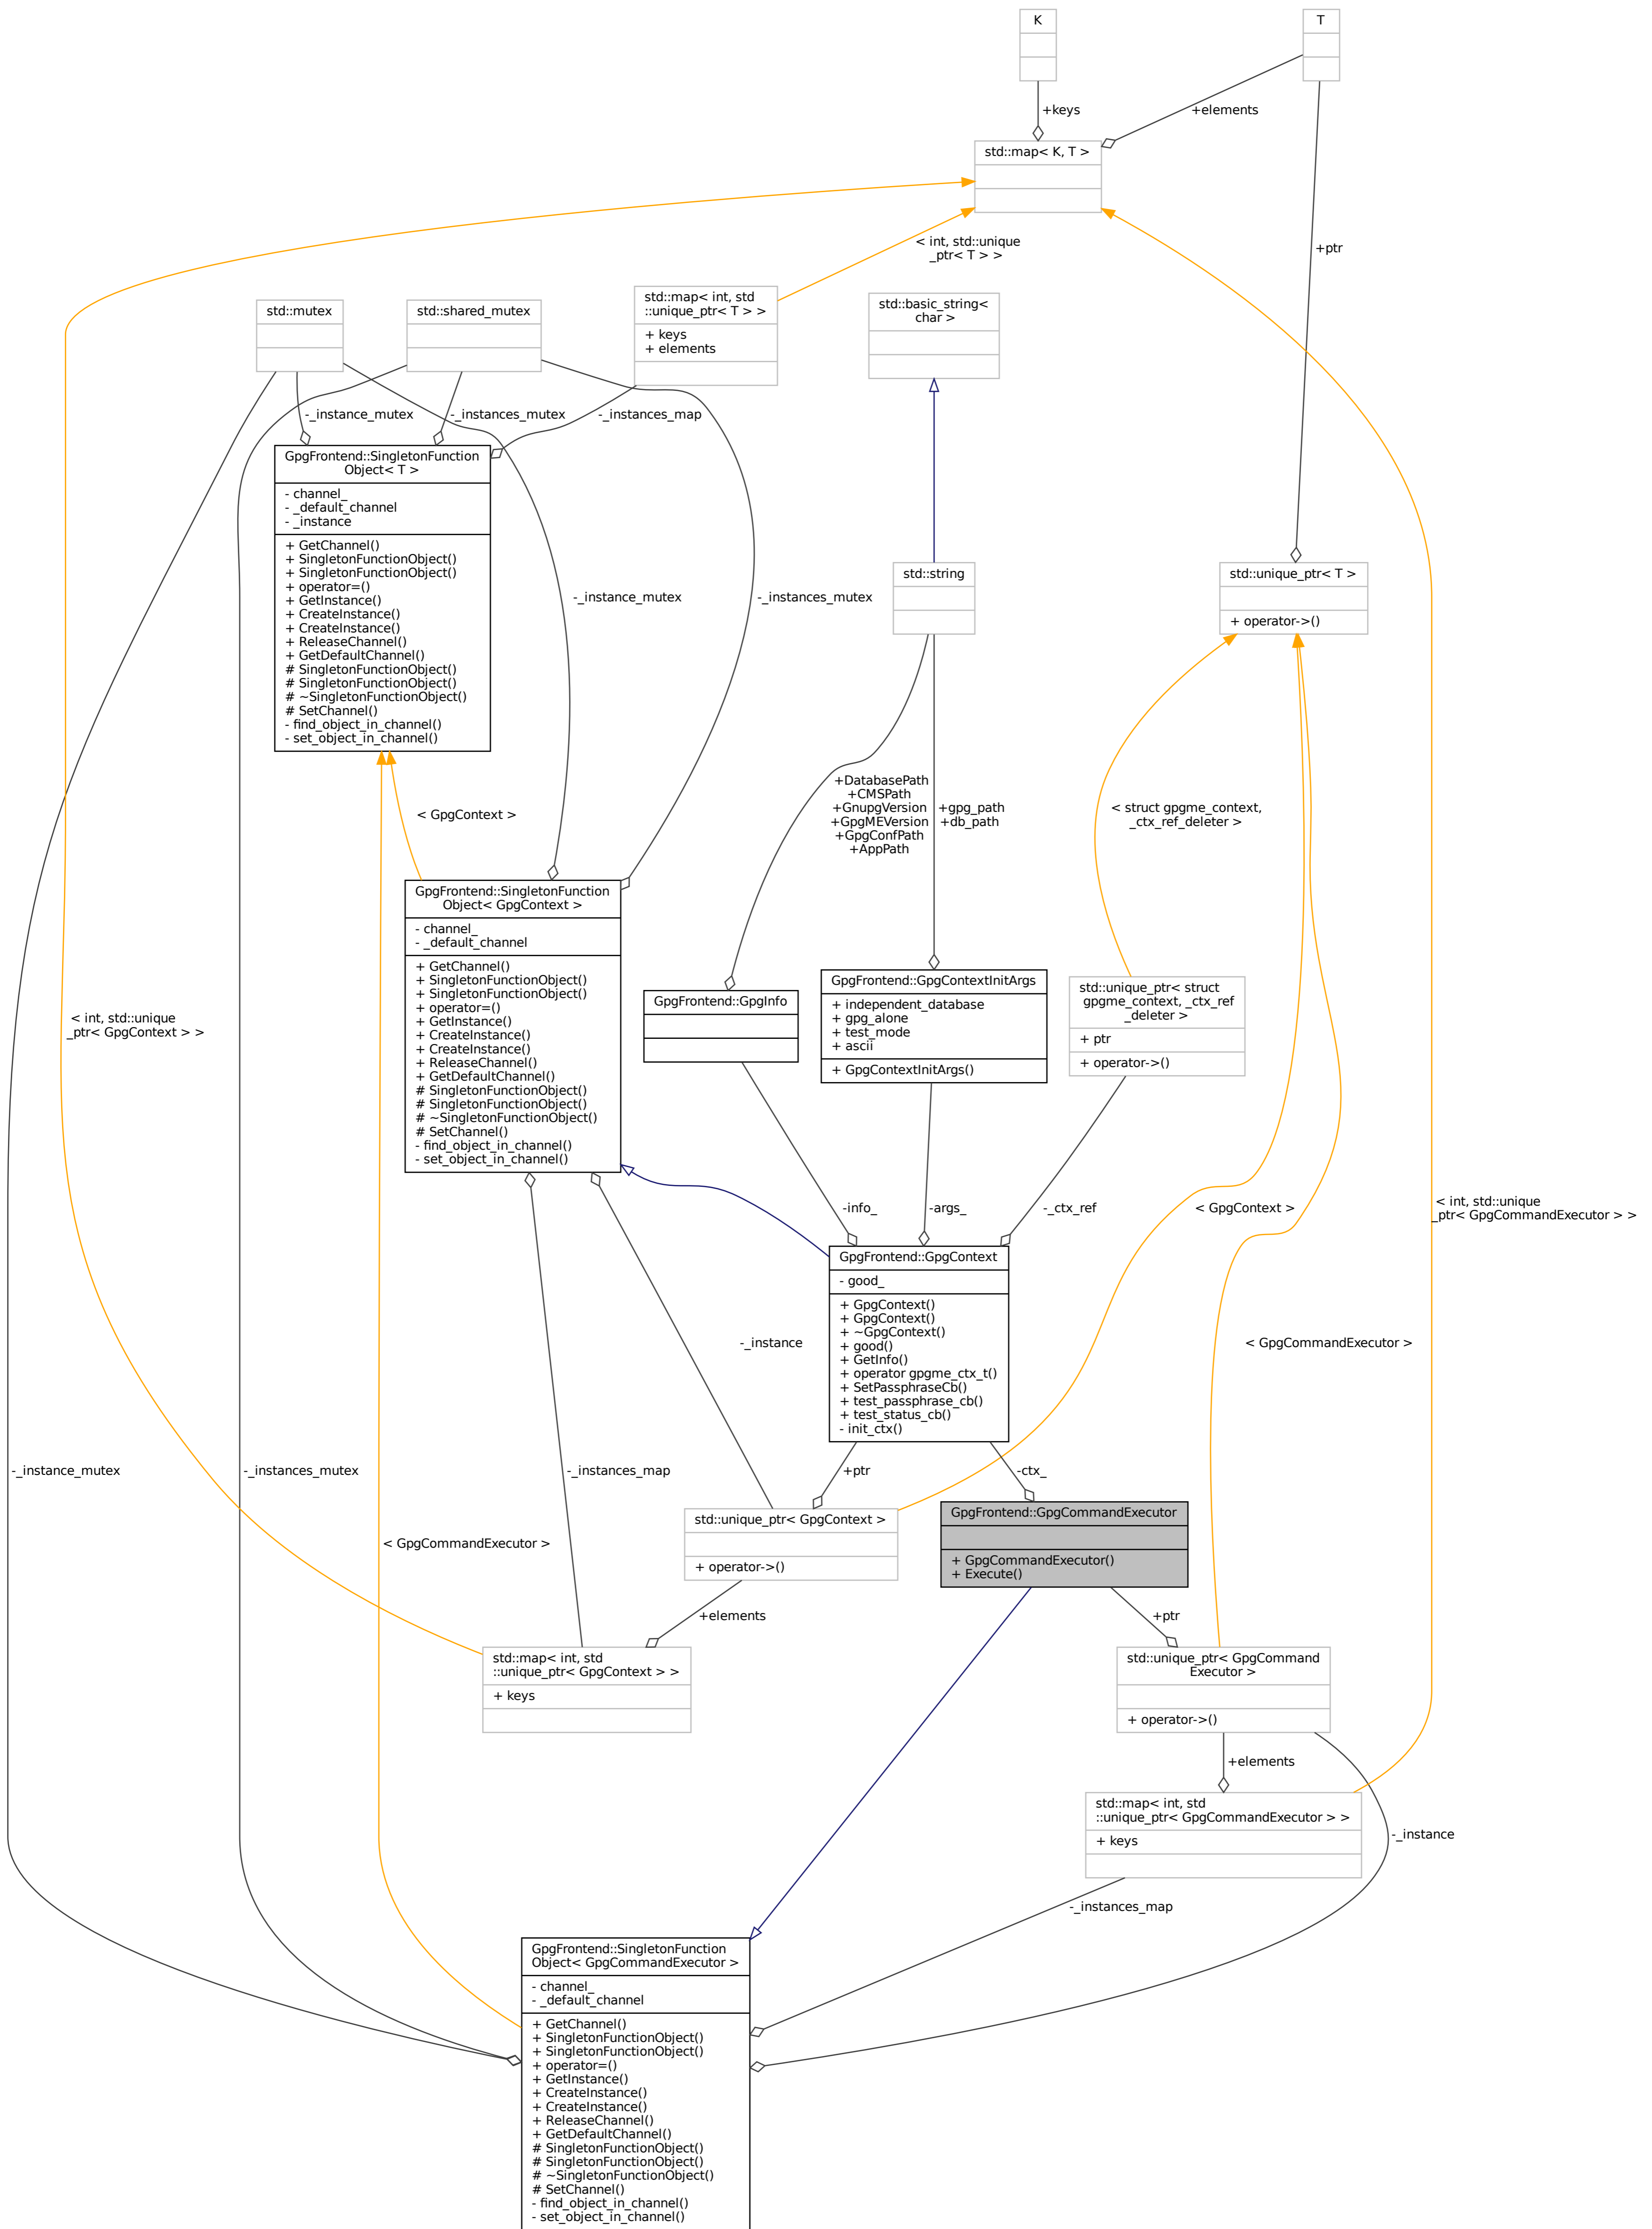 K
T
+keys
+elements
std::map< K, T >
+ptr
< int, std::unique
_ptr< T > >
std::mutex
std::shared_mutex
std::map< int, std
::unique_ptr< T > >
+ keys
+ elements
std::basic_string<
char >
-_instance_mutex
-_instances_mutex
-_instances_map
GpgFrontend::SingletonFunction
Object< T >
- channel_
- _default_channel
- _instance
+ GetChannel()
+ SingletonFunctionObject()
+ SingletonFunctionObject()
+ operator=()
+ GetInstance()
+ CreateInstance()
+ CreateInstance()
+ ReleaseChannel()
+ GetDefaultChannel()
# SingletonFunctionObject()
# SingletonFunctionObject()
# ~SingletonFunctionObject()
# SetChannel()
- find_object_in_channel()
- set_object_in_channel()
-_instance_mutex
-_instances_mutex
std::string
std::unique_ptr< T >
+ operator->()
< GpgContext >
+DatabasePath
+CMSPath
+GnupgVersion
+GpgMEVersion
+GpgConfPath
+AppPath
+gpg_path
+db_path
< struct gpgme_context,
_ctx_ref_deleter >
GpgFrontend::SingletonFunction
Object< GpgContext >
- channel_
- _default_channel
+ GetChannel()
+ SingletonFunctionObject()
+ SingletonFunctionObject()
+ operator=()
+ GetInstance()
+ CreateInstance()
+ CreateInstance()
+ ReleaseChannel()
+ GetDefaultChannel()
# SingletonFunctionObject()
# SingletonFunctionObject()
# ~SingletonFunctionObject()
# SetChannel()
- find_object_in_channel()
- set_object_in_channel()
GpgFrontend::GpgInfo
GpgFrontend::GpgContextInitArgs
+ independent_database
+ gpg_alone
+ test_mode
+ ascii
+ GpgContextInitArgs()
std::unique_ptr< struct
gpgme_context, _ctx_ref
_deleter >
+ ptr
+ operator->()
< int, std::unique
_ptr< GpgContext > >
-info_
-args_
-_ctx_ref
< GpgContext >
< int, std::unique
_ptr< GpgCommandExecutor > >
GpgFrontend::GpgContext
- good_
+ GpgContext()
+ GpgContext()
+ ~GpgContext()
+ good()
+ GetInfo()
+ operator gpgme_ctx_t()
+ SetPassphraseCb()
+ test_passphrase_cb()
+ test_status_cb()
- init_ctx()
-_instance
< GpgCommandExecutor >
-_instance_mutex
-_instances_mutex
-_instances_map
+ptr
-ctx_
< GpgCommandExecutor >
std::unique_ptr< GpgContext >
+ operator->()
GpgFrontend::GpgCommandExecutor
+ GpgCommandExecutor()
+ Execute()
+elements
+ptr
std::map< int, std
::unique_ptr< GpgContext > >
+ keys
std::unique_ptr< GpgCommand
Executor >
+ operator->()
+elements
std::map< int, std
::unique_ptr< GpgCommandExecutor > >
+ keys
-_instance
-_instances_map
GpgFrontend::SingletonFunction
Object< GpgCommandExecutor >
- channel_
- _default_channel
+ GetChannel()
+ SingletonFunctionObject()
+ SingletonFunctionObject()
+ operator=()
+ GetInstance()
+ CreateInstance()
+ CreateInstance()
+ ReleaseChannel()
+ GetDefaultChannel()
# SingletonFunctionObject()
# SingletonFunctionObject()
# ~SingletonFunctionObject()
# SetChannel()
- find_object_in_channel()
- set_object_in_channel()